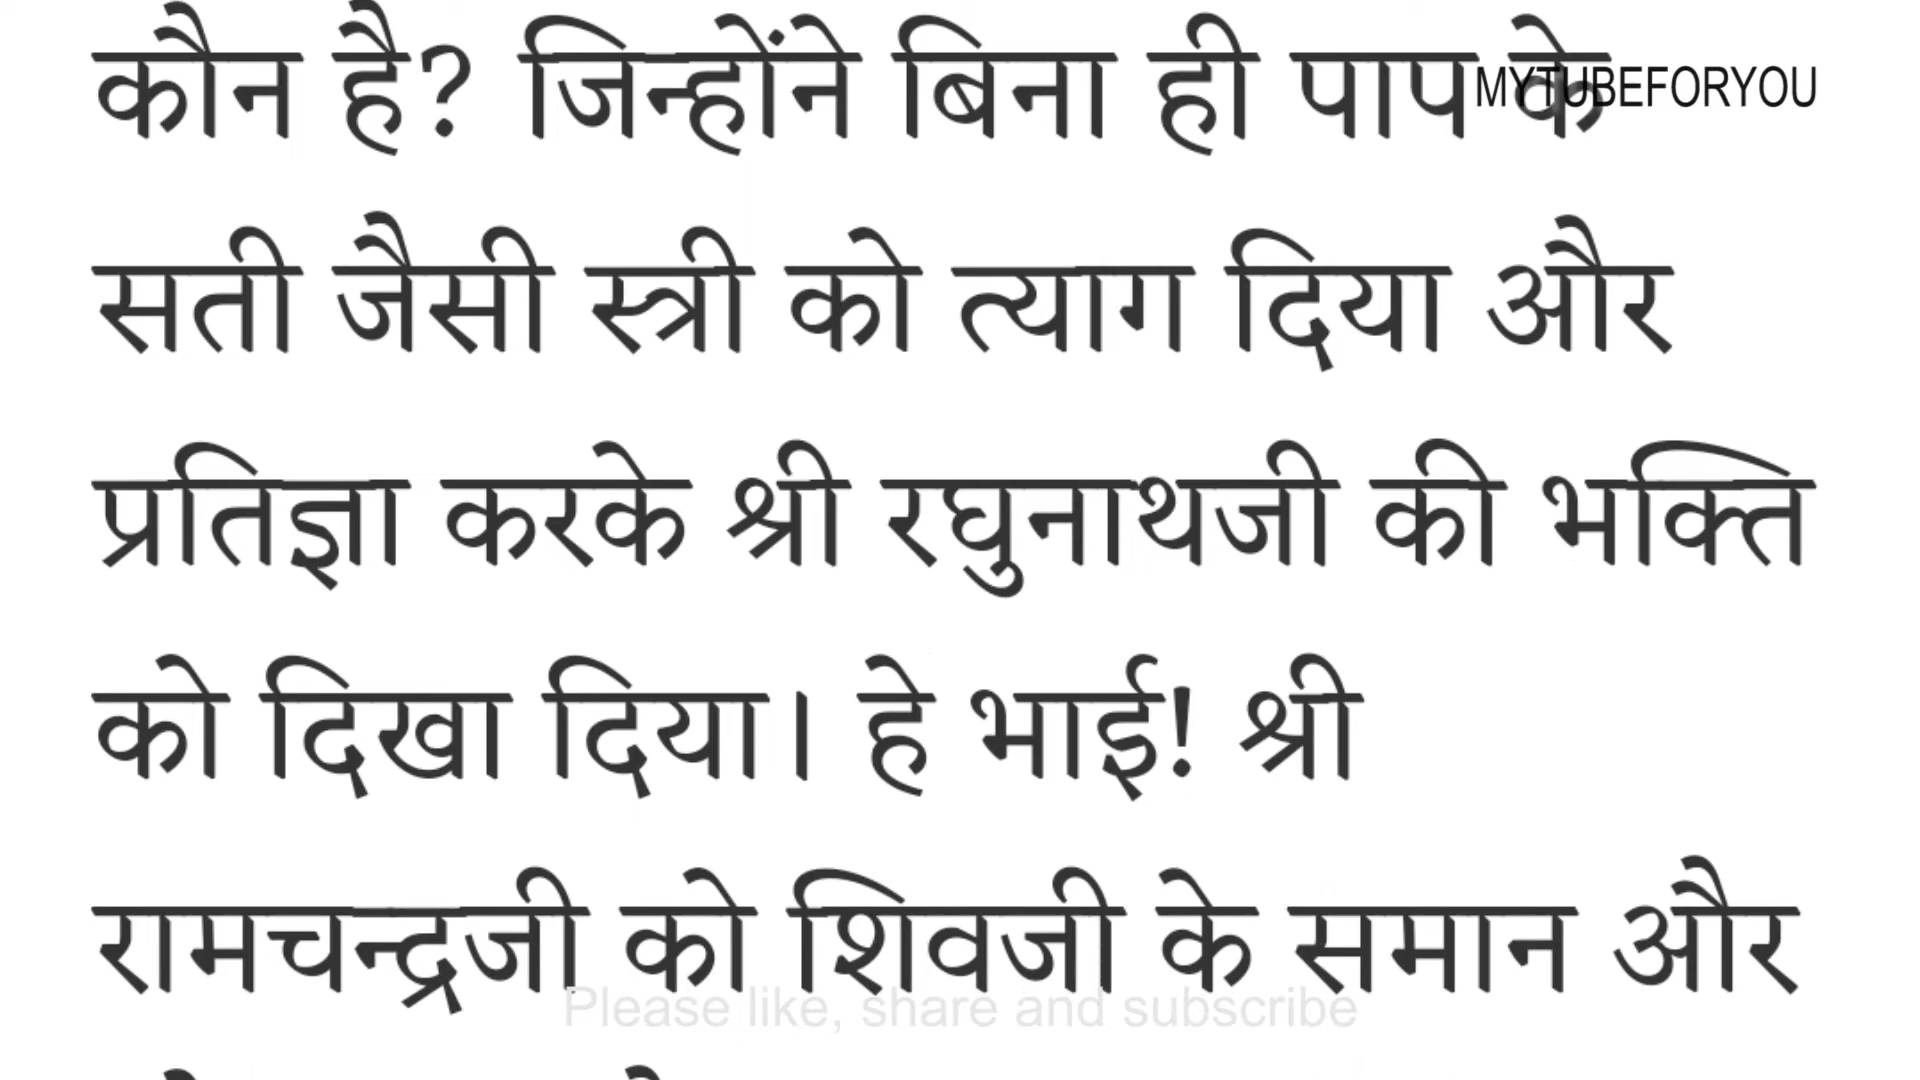 कौन है? जिन्होंने बिना ही पाप के
MYTUBEFORYOU
सती जैसी स्त्री को त्याग दिया और
प्रतिज्ञा करके श्री रघुनाथजी की भक्ति
को दिखा दिया। हे भाई! श्री
रामचन्द्रजी को शिवजी के समान और
Please like, share and subscribe